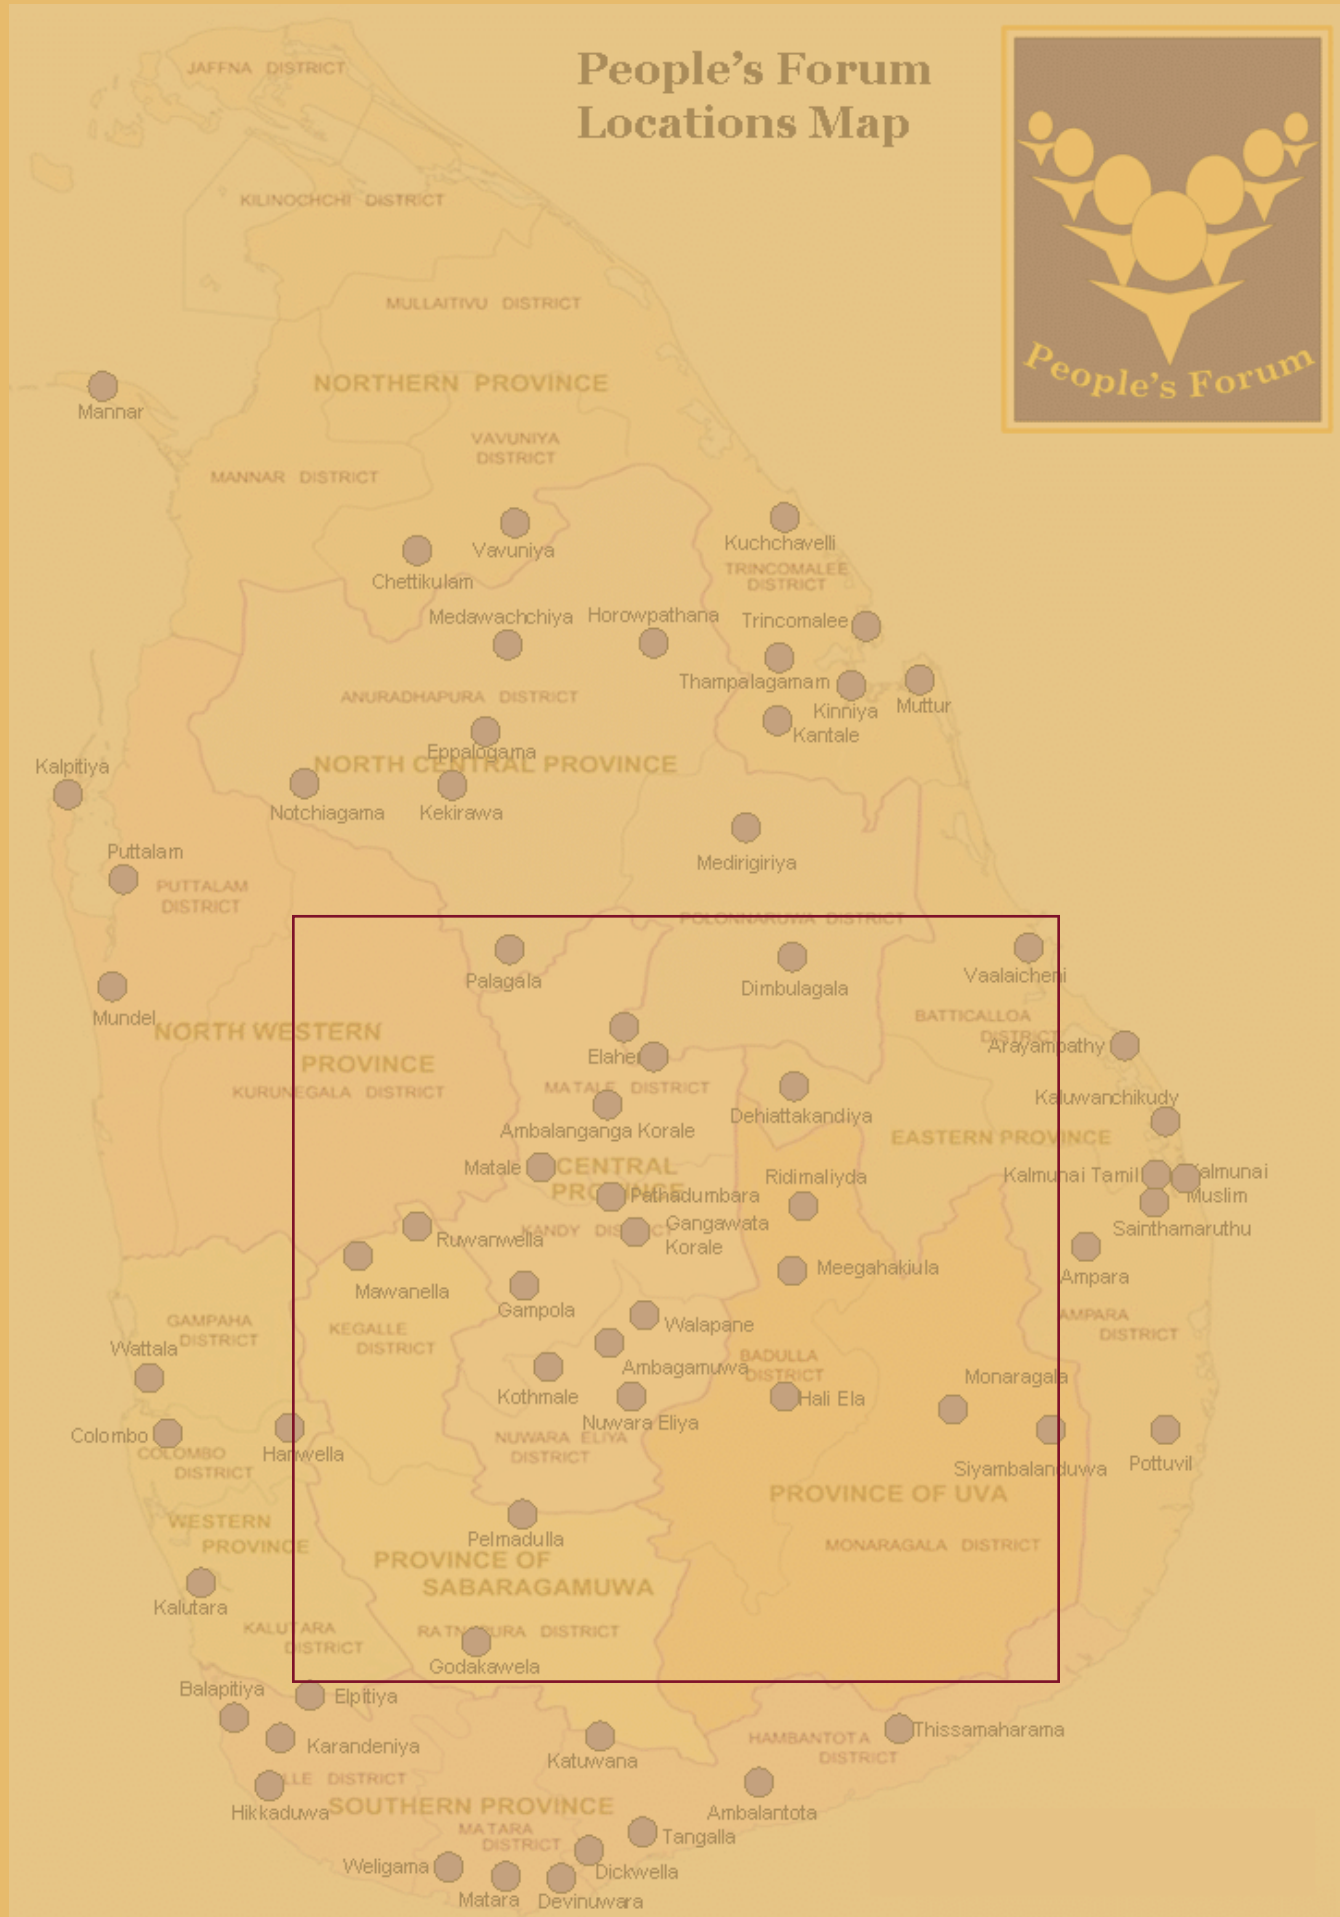 People's Forum
Locations Map
People's Forum
JAFFNA DISTRICT
KILINOCHCHI DISTRICT
MULLAITIVU DISTRICT
NORTHERN PROVINCE
Mannar
VAVUNIYA
DISTRICT
MANNAR DISTRICT
Vavuniya
Kuchchavelli
Chettikulam
TRINCOMALEE
DISTRICT
Medawachchiya
Horowpathana
Trincomalee
Thampalagamam
ANURADHAPURA DISTRICT
Kinniya
Muttur
Kantale
Eppalogama
NORTH CENTRAL PROVINCE
Kalpitiya
Notchiagama
Kekirawa
Puttalam
Medirigiriya
PUTTALAM
DISTRICT
POLONNARUWA DISTRICT
Palagala
Dimbulagala
Vaalaicheni
Mundel
NORTH WESTERN
PROVINCE
BATTICALLOA
DISTRICT
Arayampathy
Elaher
KURUNEGALA DISTRICT
MATALE DISTRICT
Kaluwanchikudy
Dehiattakandiya
Ambalanganga Korale
EASTERN PROVINCE
Matale
CENTRAL
PROVINCE
Ridimaliyda
Kalmunai Tamil
Kalmunai
Muslim
Pathadumbara
Sainthamaruthu
KANDY DISTRICT
Gangawata
Korale
Ruwanwella
Mawanella
Meegahakiula
Ampara
Gampola
GAMPAHA
DISTRICT
KEGALLE
DISTRICT
Walapane
AMPARA
DISTRICT
Wattala
BADULLA
DISTRICT
Ambagamuwa
Monaragala
Kothmale
Hali Ela
Nuwara Eliya
Colombo
COLOMBO
DISTRICT
Hanwella
NUWARA ELIYA
DISTRICT
Siyambalanduwa
Pottuvil
PROVINCE OF UVA
WESTERN
PROVINCE
Pelmadulla
MONARAGALA DISTRICT
PROVINCE OF
SABARAGAMUWA
Kalutara
KALUTARA
DISTRICT
RATNAPURA DISTRICT
Godakawela
Balapitiya
Elpitiya
Karandeniya
Katuwana
Thissamaharama
HAMBANTOTA
DISTRICT
LLE DISTRICT
Hikkaduwa
SOUTHERN PROVINCE
Ambalantota
MATARA
DISTRICT
Tangalla
Weligama
Dickwella
Matara
Devinuwara